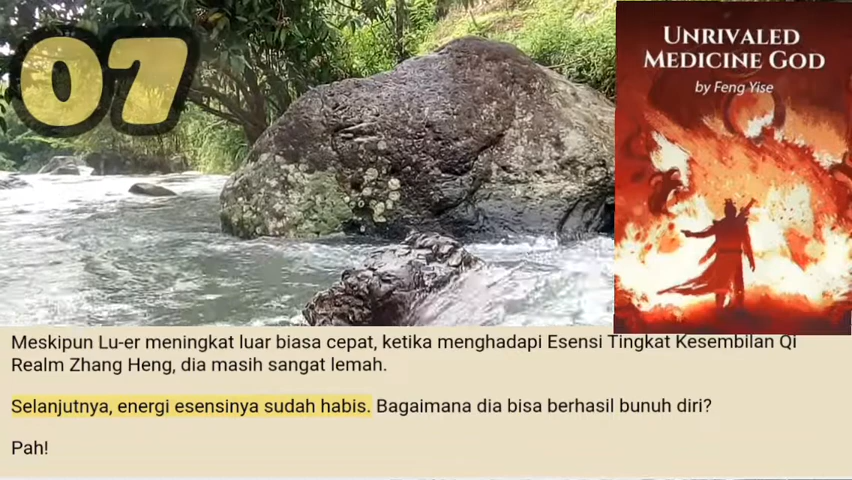 07
UNRIVALED
MEDICINE GOD
by Feng Yise
Meskipun Lu-er meningkat luar biasa cepat, ketika menghadapi Esensi Tingkat Kesembilan Qi
Realm Zhang Heng, dia masih sangat lemah.
Selanjutnya, energi esensinya sudah habis. Bagaimana dia bisa berhasil bunuh diri?
Pah!